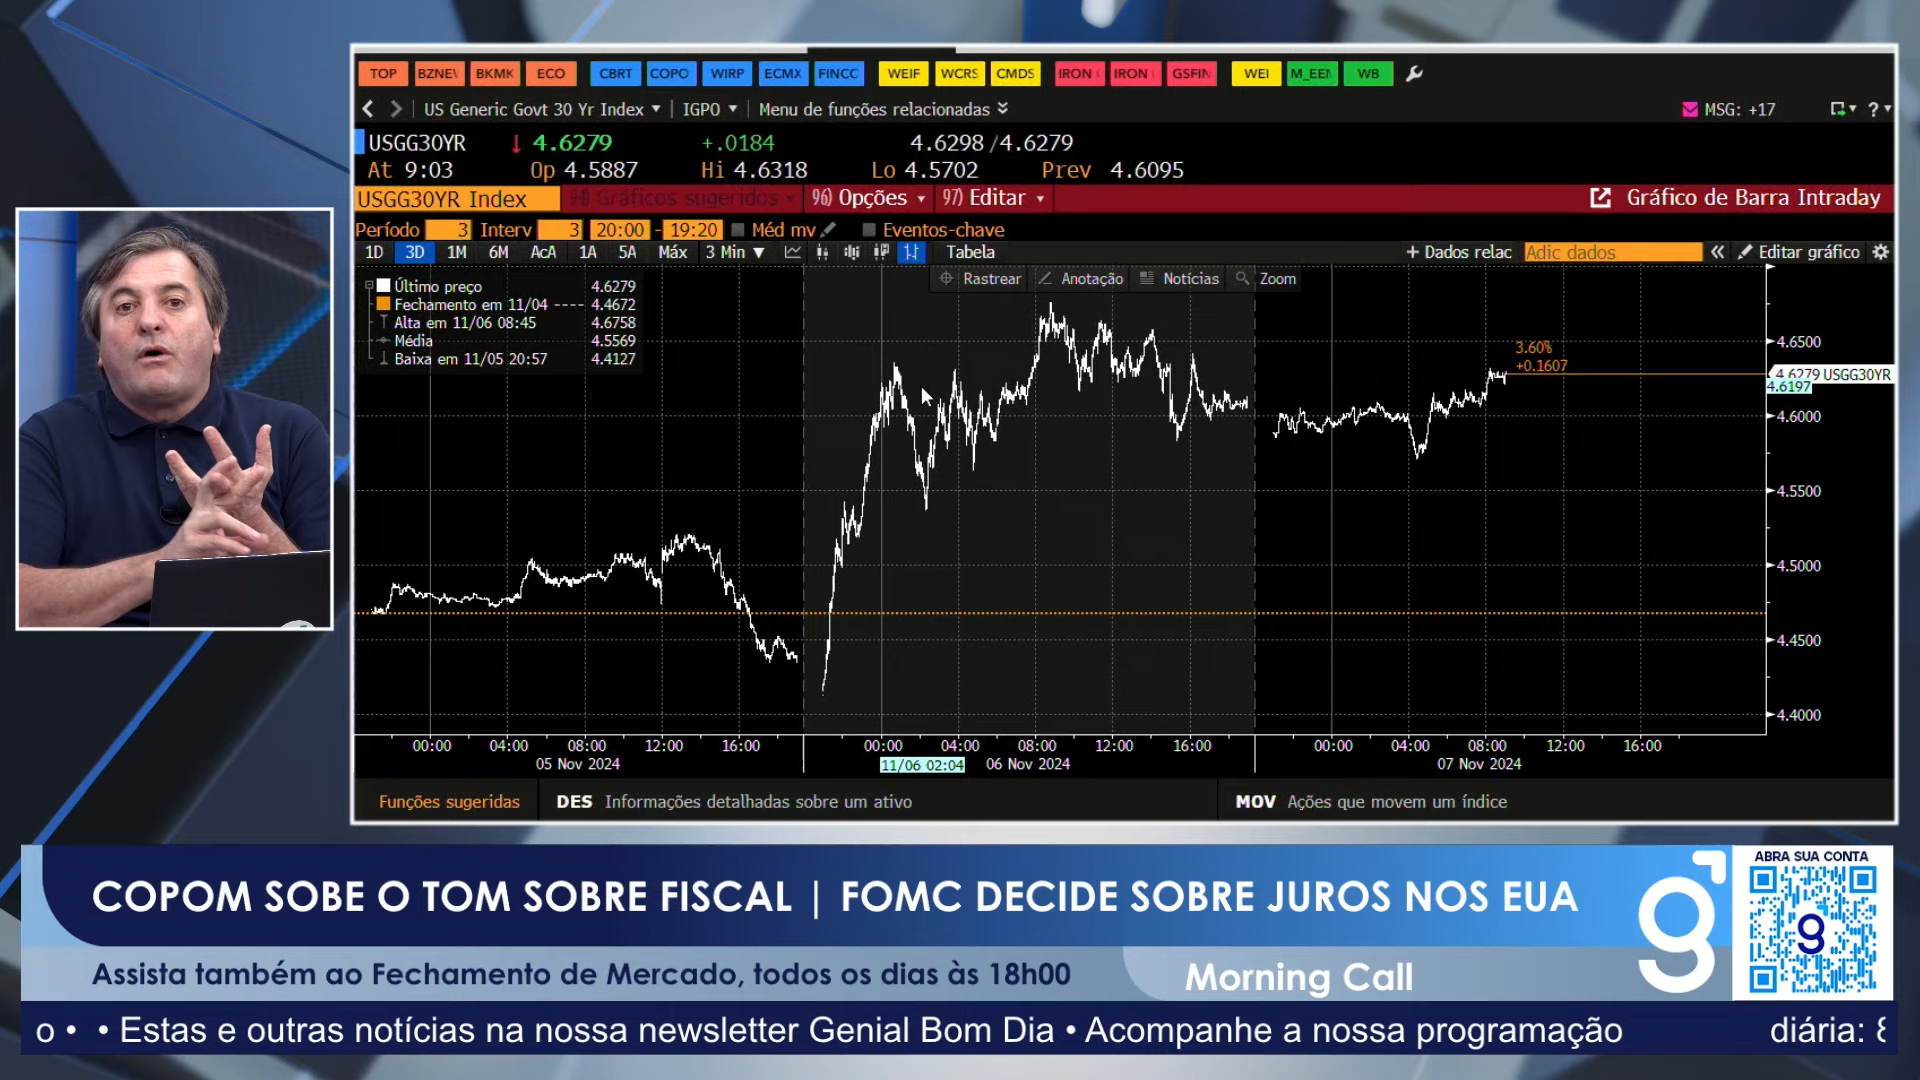 TOP BZNEV BKMK ECO CBRT COPO WIRP ECMX FINCC WEIF WCRS CMDS IRON IRON GSFIN WEI M_EEM WB
US Generic Govt 30 Yr Index IGPO Menu de funções relacionadas MSG: +17 ?
USGG30YR 4.6279 +.0184 4.6298 /4.6279
At 9:03 Op 4.5887 Hi 4.6318 Lo 4.5702 Prev 4.6095
USGG30YR Index 94) Gráficos sugeridos 96) Opções 97) Editar Gráfico de Barra Intraday
Período 3 Interv 3 20:00 - 19:20 Méd mv Eventos-chave
1D 3D 1M 6M AcA 1A 5A Máx 3 Min Tabela + Dados relac Adic dados « Editar gráfico
Rastrear Anotação Notícias Zoom
Último preço 4.6279
Fechamento em 11/04 ---- 4.4672
Alta em 11/06 08:45 4.6758
Média 4.5569
Baixa em 11/05 20:57 4.4127
3.60%
+0.1607
4.6500
4.6279 USGG30YR
4.6197
4.6000
4.5500
4.5000
4.4500
4.4000
00:00 04:00 08:00 12:00 16:00 00:00 04:00 08:00 12:00 16:00 00:00 04:00 08:00 12:00 16:00
05 Nov 2024 11/06 02:04 06 Nov 2024 07 Nov 2024
Funções sugeridas DES Informações detalhadas sobre um ativo MOV Ações que movem um índice
COPOM SOBE O TOM SOBRE FISCAL | FOMC DECIDE SOBRE JUROS NOS EUA
ABRA SUA CONTA
g
Assista também ao Fechamento de Mercado, todos os dias às 18h00
Morning Call
o • • Estas e outras notícias na nossa newsletter Genial Bom Dia • Acompanhe a nossa programação diária: